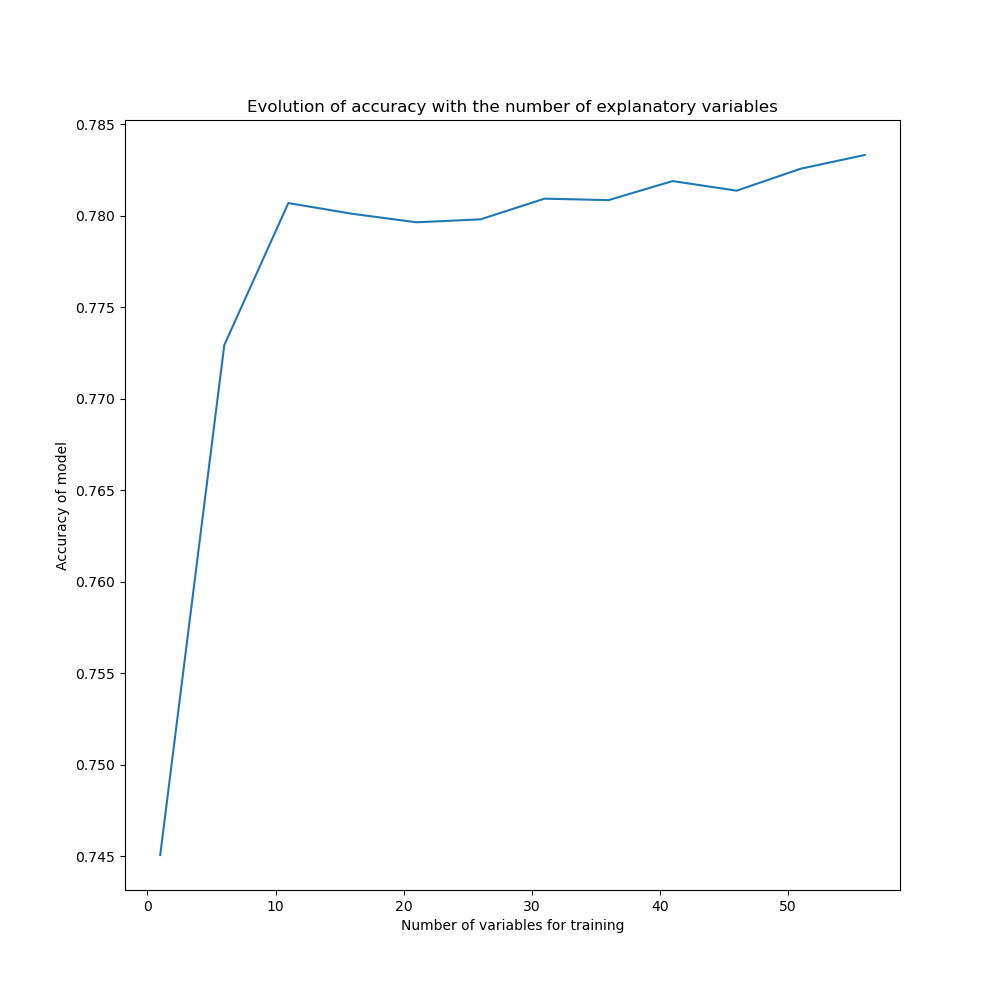 Evolution of accuracy with the number of explanatory variables
0.785
0.780
0.775
0.770
0.765
0.760
0.755
0.750
0.745
Accuracy of model
0 10 20 30 40 50
Number of variables for training